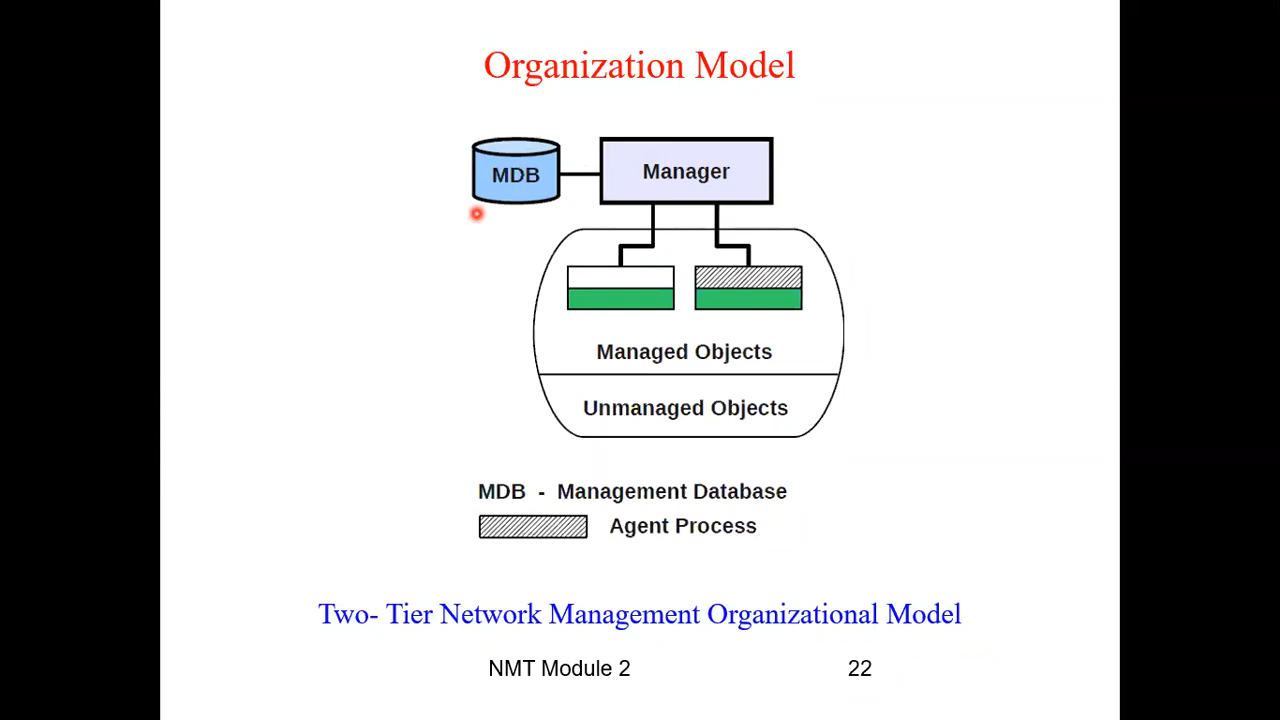 Organization Model
MDB
Manager
Managed Objects
Unmanaged Objects
MDB - Management Database
Agent Process
Two- Tier Network Management Organizational Model
NMT Module 2
22